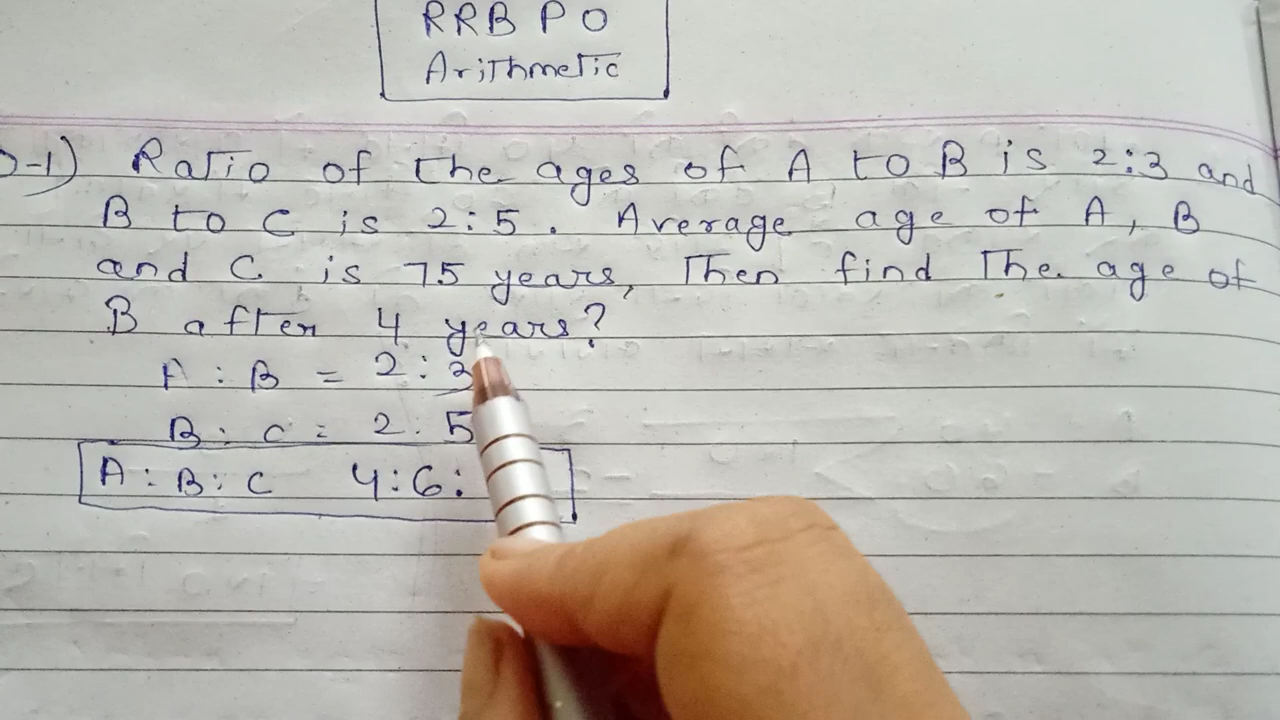 RRB PO
Arithmetic
-1) Ratio of the ages of A to B is 2:3 and
B to C is 2:5. Average age of A, B
and C is 75 years, Then find The age of
B after 4 years?
A : B = 2 : 3
B : C = 2 : 5
A : B : C 4:6: